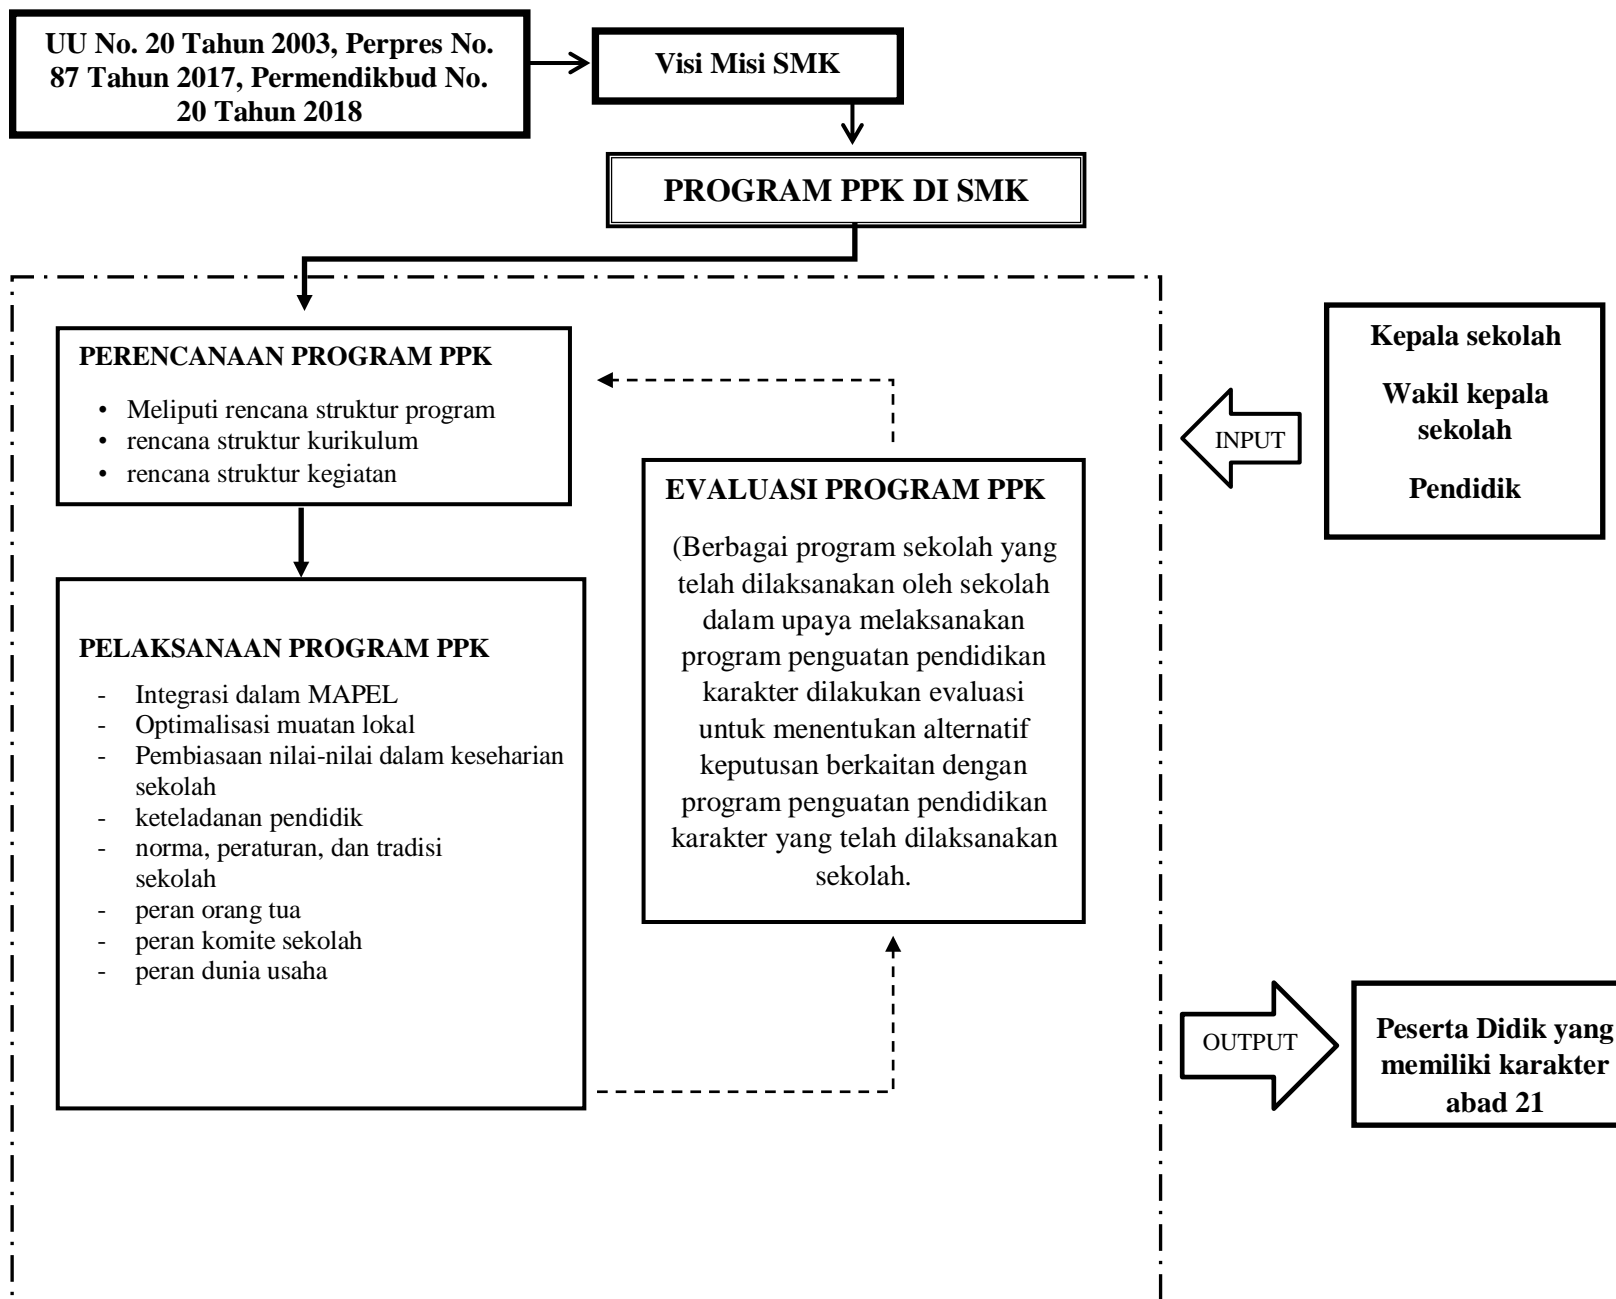 UU No. 20 Tahun 2003, Perpres No.
87 Tahun 2017, Permendikbud No.
20 Tahun 2018
Visi Misi SMK
PROGRAM PPK DI SMK
PERENCANAAN PROGRAM PPK
• Meliputi rencana struktur program
• rencana struktur kurikulum
• rencana struktur kegiatan
PELAKSANAAN PROGRAM PPK
- Integrasi dalam MAPEL
- Optimalisasi muatan lokal
- Pembiasaan nilai-nilai dalam keseharian
sekolah
- keteladanan pendidik
- norma, peraturan, dan tradisi
sekolah
- peran orang tua
- peran komite sekolah
- peran dunia usaha
EVALUASI PROGRAM PPK
(Berbagai program sekolah yang
telah dilaksanakan oleh sekolah
dalam upaya melaksanakan
program penguatan pendidikan
karakter dilakukan evaluasi
untuk menentukan alternatif
keputusan berkaitan dengan
program penguatan pendidikan
karakter yang telah dilaksanakan
sekolah.
INPUT
Kepala sekolah
Wakil kepala
sekolah
Pendidik
OUTPUT
Peserta Didik yang
memiliki karakter
abad 21